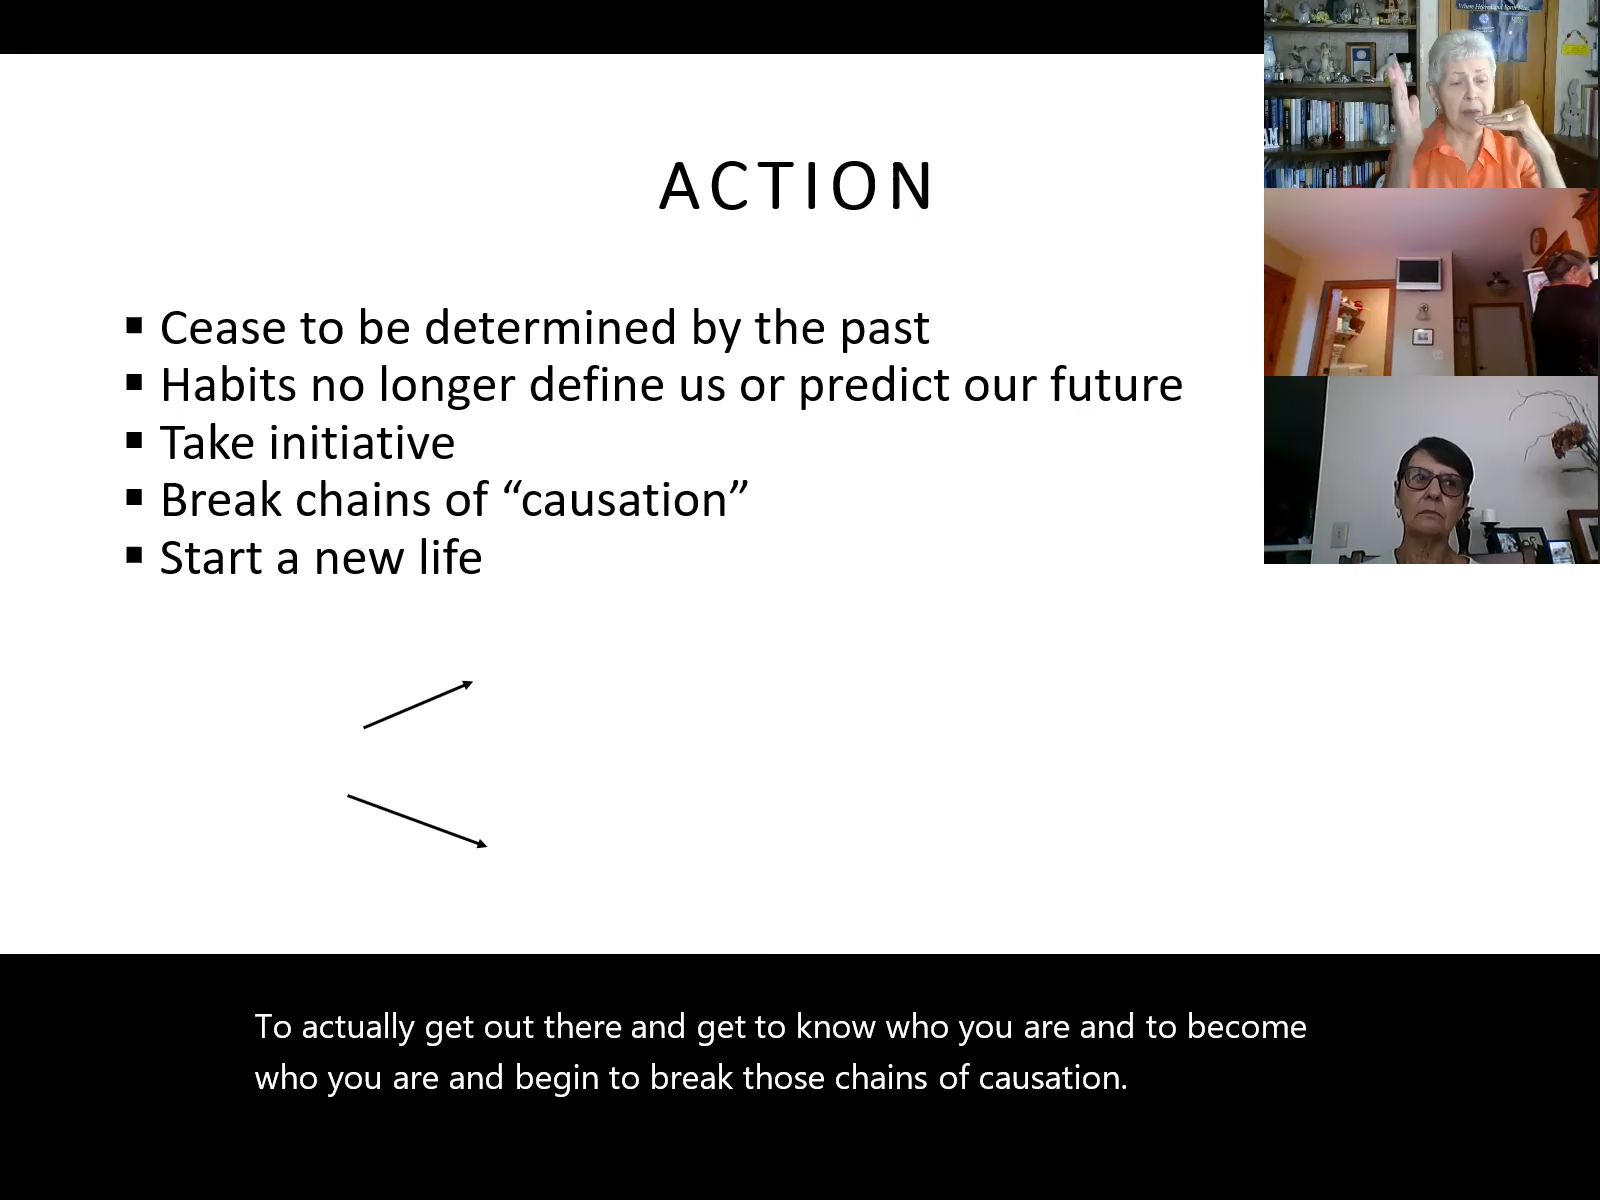 ACTION
▪ Cease to be determined by the past
▪ Habits no longer define us or predict our future
▪ Take initiative
▪ Break chains of “causation”
▪ Start a new life
To actually get out there and get to know who you are and to become
who you are and begin to break those chains of causation.